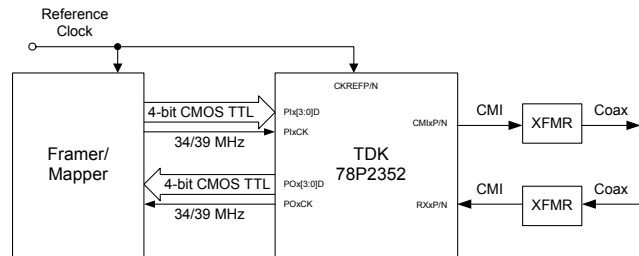 Reference
Clock
CKREFP/N
4-bit CMOS TTL
PIx[3:0]D
CMIxP/N
CMI
XFMR
Coax
PIxCK
34/39 MHz
Framer/
Mapper
TDK
78P2352
4-bit CMOS TTL
POx[3:0]D
CMI
XFMR
Coax
POxCK
RXxP/N
34/39 MHz